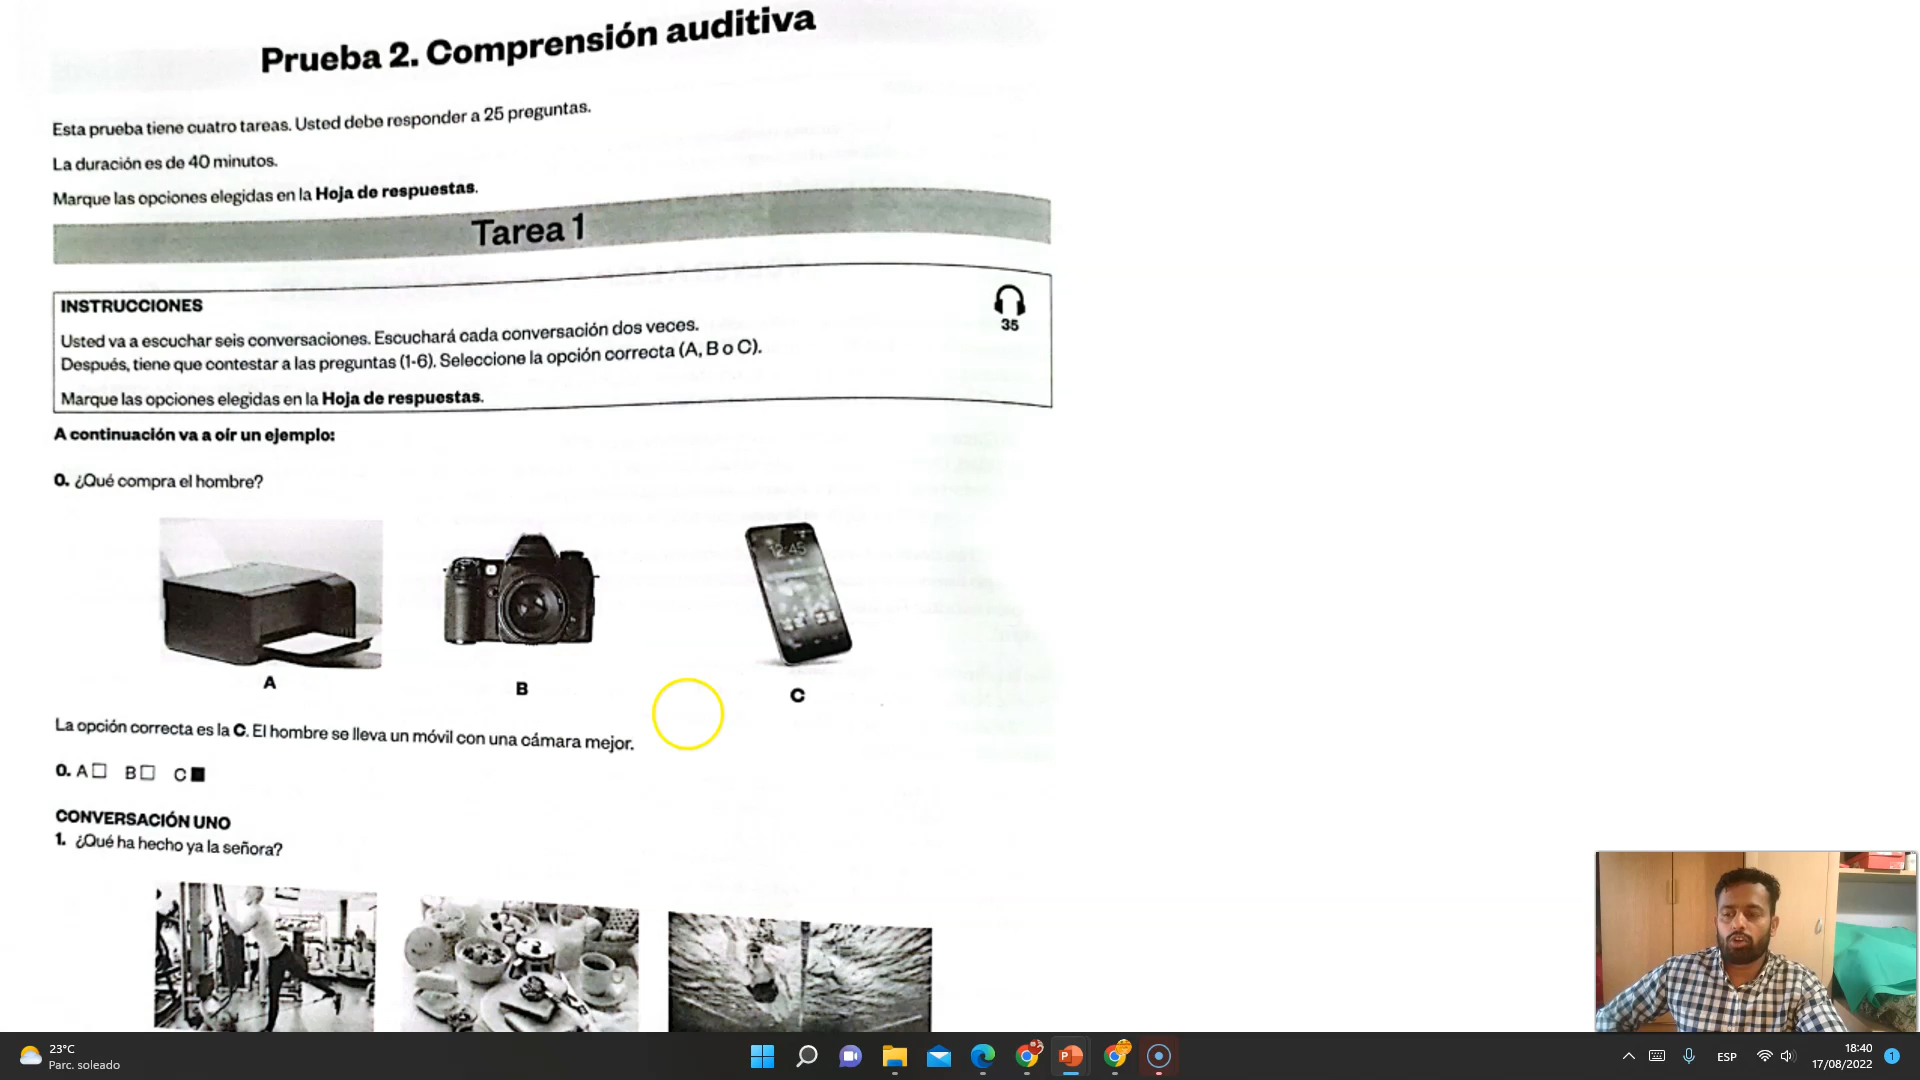 Prueba 2. Comprensión auditiva
Esta prueba tiene cuatro tareas. Usted debe responder a 25 preguntas.
La duración es de 40 minutos.
Marque las opciones elegidas en la Hoja de respuestas.
Tarea 1
INSTRUCCIONES
35
Usted va a escuchar seis conversaciones. Escuchará cada conversación dos veces.
Después, tiene que contestar a las preguntas (1-6). Seleccione la opción correcta (A, B o C).
Marque las opciones elegidas en la Hoja de respuestas.
A continuación va a oír un ejemplo:
0. ¿Qué compra el hombre?
12:45
A
B
C
La opción correcta es la C. El hombre se lleva un móvil con una cámara mejor.
0. A☐ B☐ C■
CONVERSACIÓN UNO
1. ¿Qué ha hecho ya la señora?
23°C
Parc. soleado
ESP
18:40
17/08/2022
1